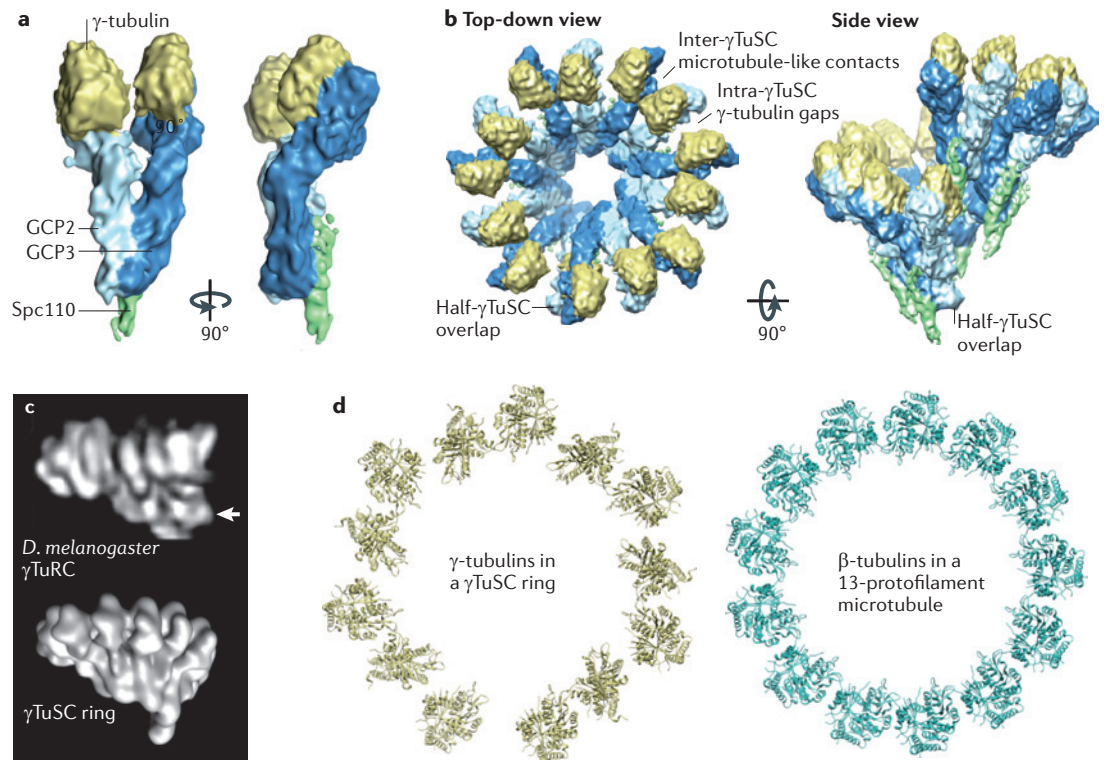 a
γ-tubulin
90°
GCP2
GCP3
Spc110
90°
b Top-down view
Side view
Inter-γTuSC
microtubule-like contacts
Intra-γTuSC
γ-tubulin gaps
Half-γTuSC
overlap
90°
Half-γTuSC
overlap
c
D. melanogaster
γTuRC
γTuSC ring
d
γ-tubulins in
a γTuSC ring
β-tubulins in a
13-protofilament
microtubule